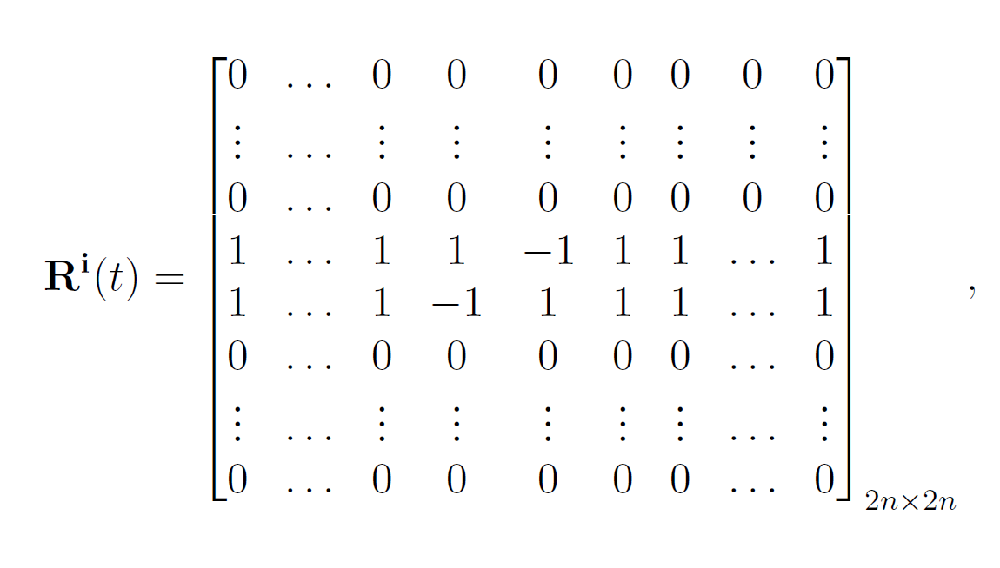 0 … 0 0 0 0 0 0 0
⋮ … ⋮ ⋮ ⋮ ⋮ ⋮ ⋮ ⋮
0 … 0 0 0 0 0 0 0
1 … 1 1 −1 1 1 … 1
R^i(t) =
1 … 1 −1 1 1 1 … 1
,
0 … 0 0 0 0 0 … 0
⋮ … ⋮ ⋮ ⋮ ⋮ ⋮ … ⋮
0 … 0 0 0 0 0 … 0
2n×2n